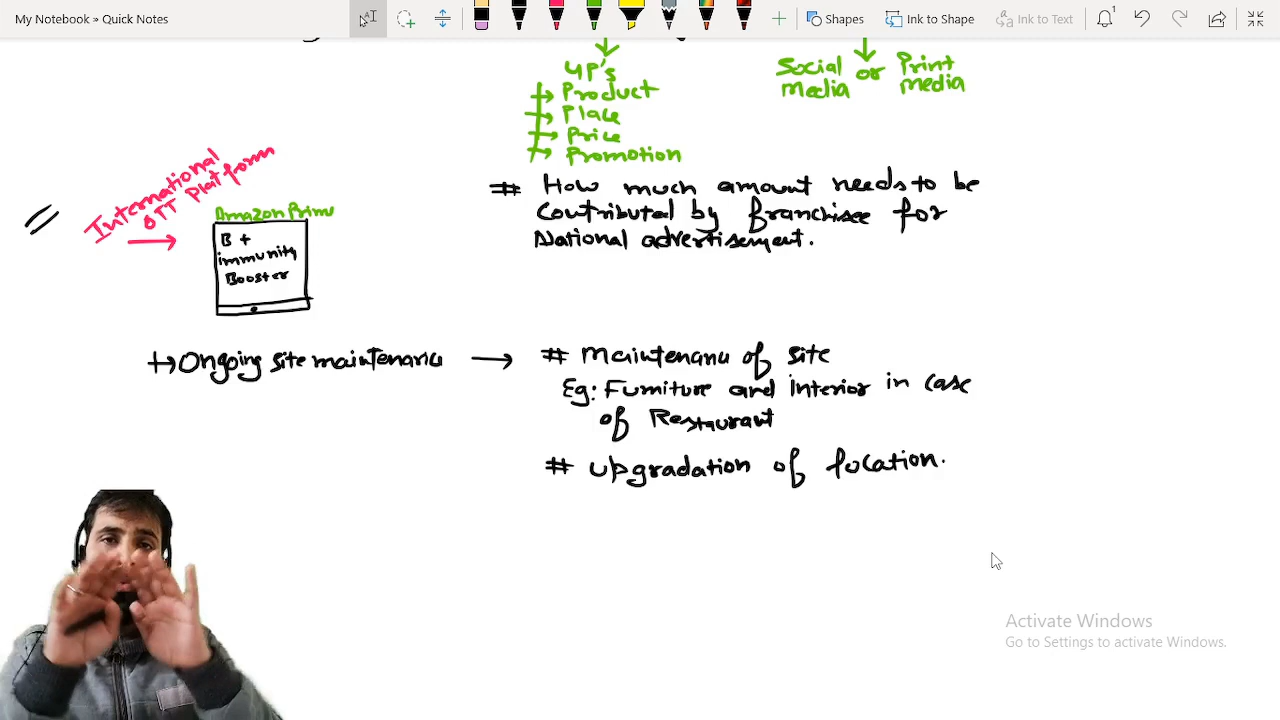 My Notebook » Quick Notes
Shapes
Ink to Shape
Ink to Text
4P's
Product
Place
Price
Promotion
Social or Print
media media
International
OTT Platform
Amazon Prime
B +
immunity
Booster
# How much amount needs to be
Contributed by franchisee for
National advertisement.
Ongoing site maintenance
# Maintenance of site
Eg: Furniture and Interior in case
of Restaurant
# upgradation of location.
Activate Windows
Go to Settings to activate Windows.